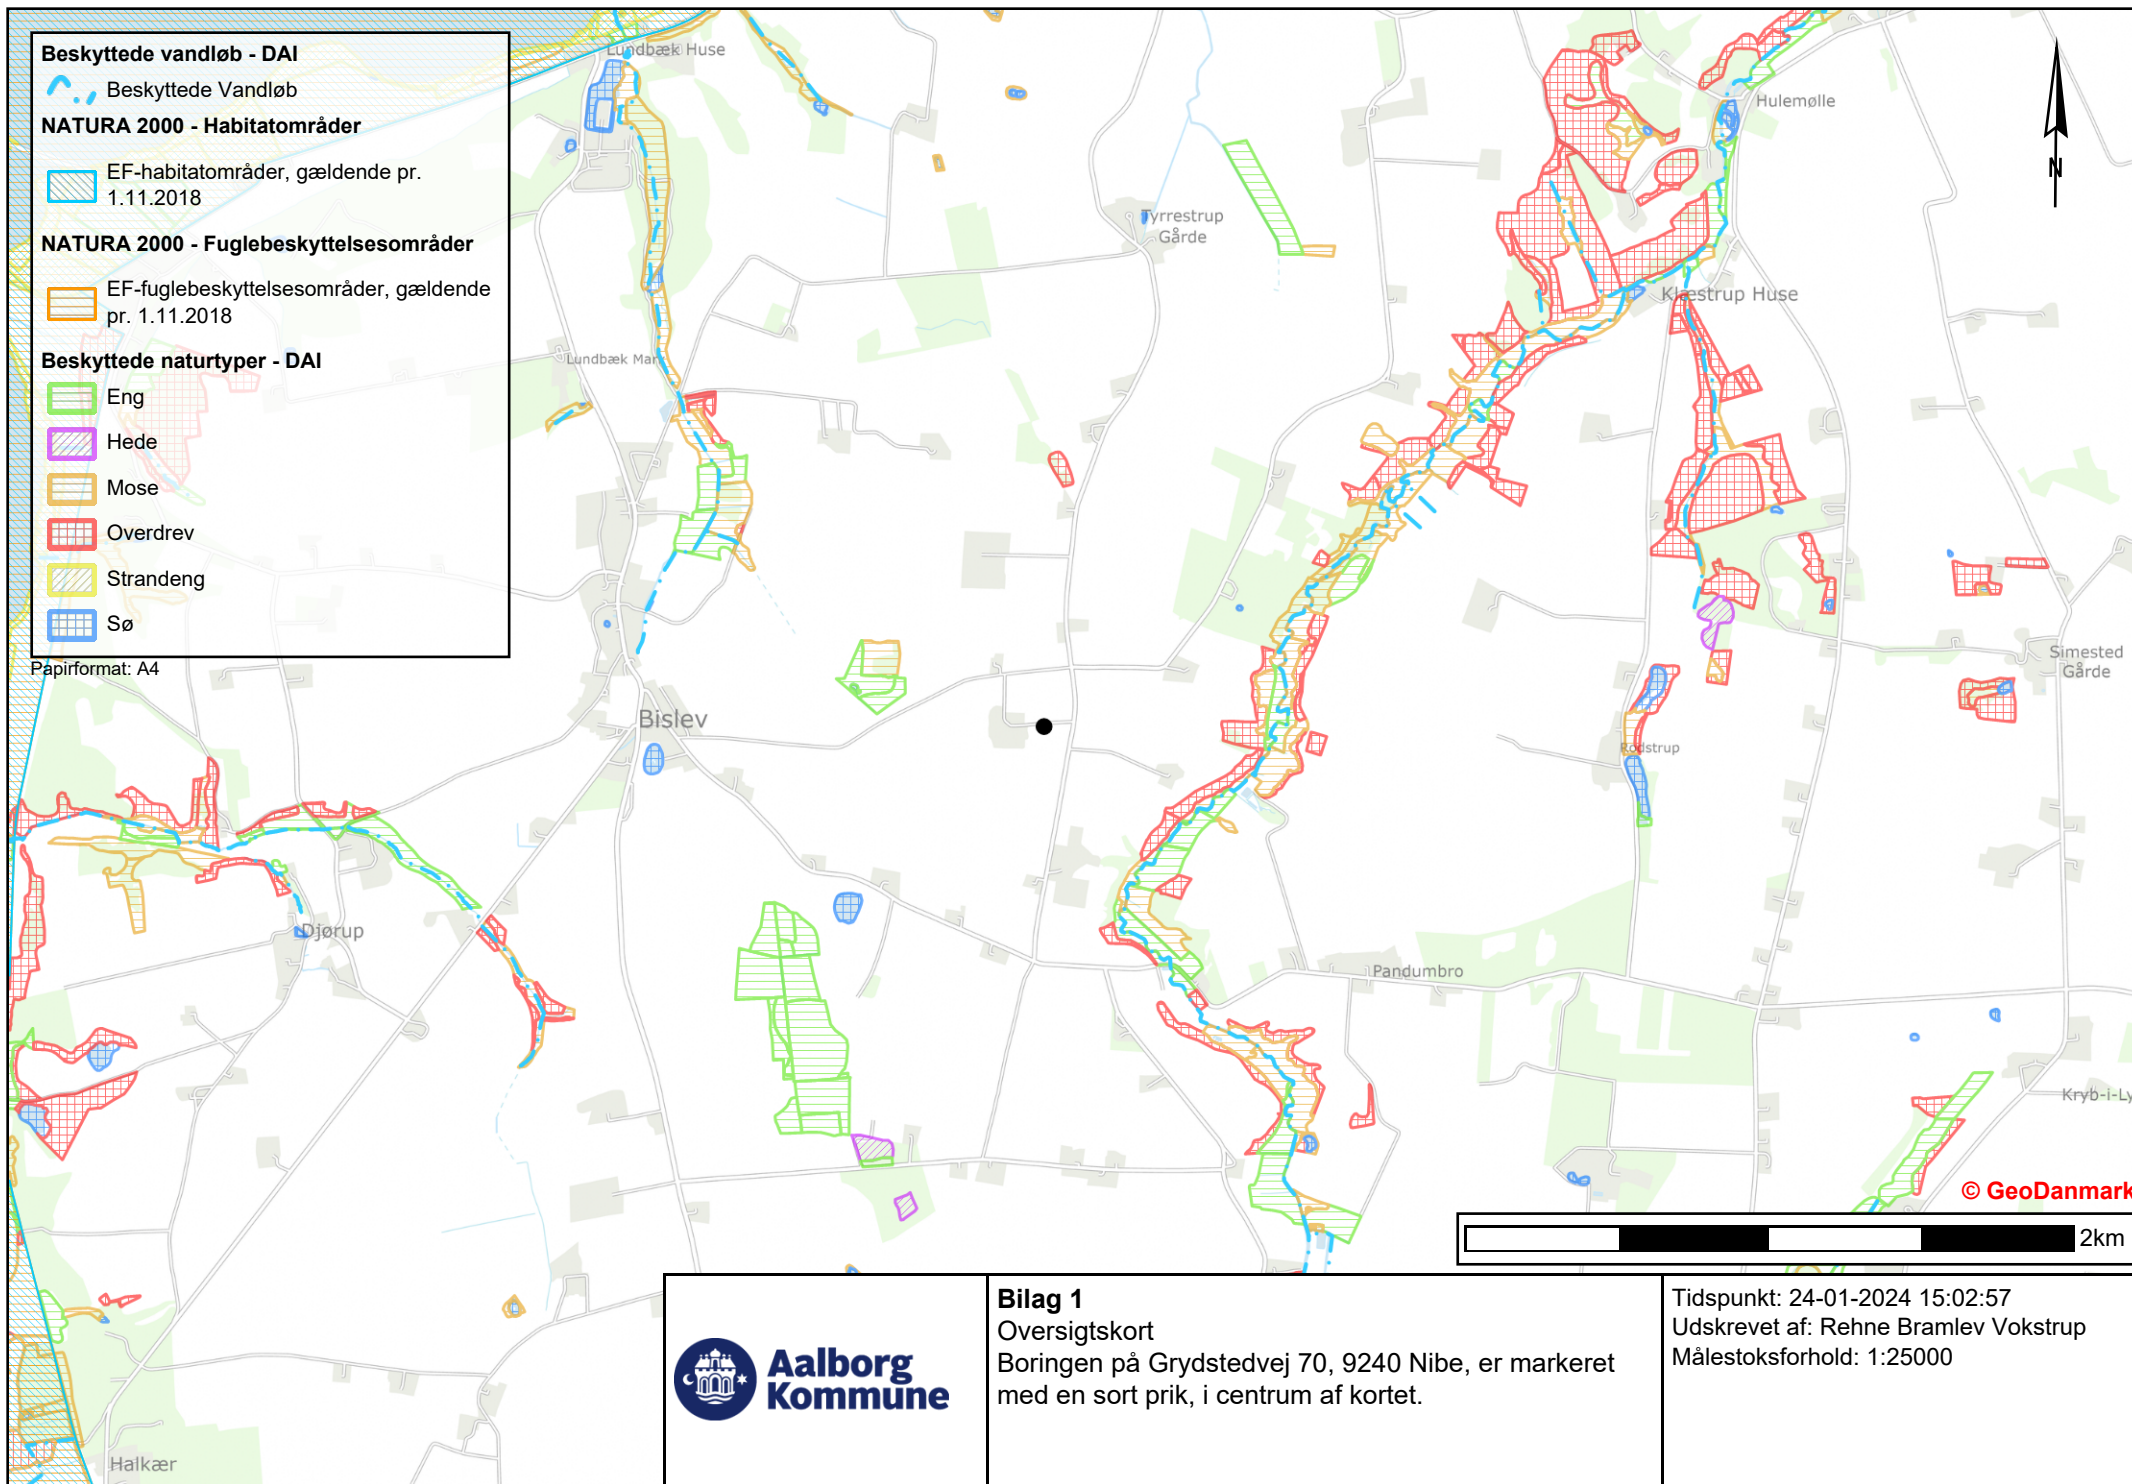 Beskyttede vandløb - DAI
Beskyttede Vandløb
NATURA 2000 - Habitatområder
EF-habitatområder, gældende pr.
1.11.2018
NATURA 2000 - Fuglebeskyttelsesområder
EF-fuglebeskyttelsesområder, gældende
pr. 1.11.2018
Beskyttede naturtyper - DAI
Eng
Hede
Mose
Overdrev
Strandeng
Sø
Papirformat: A4
Lundbæk Huse
Hulemølle
N
Tyrrestrup
Gårde
Klæstrup Huse
Lundbæk Mark
Simested
Gårde
Bislev
Rodstrup
Djørup
Pandumbro
Kryb-i-Ly
Halkær
© GeoDanmark
2km
Aalborg
Kommune
Bilag 1
Oversigtskort
Boringen på Grydstedvej 70, 9240 Nibe, er markeret
med en sort prik, i centrum af kortet.
Tidspunkt: 24-01-2024 15:02:57
Udskrevet af: Rehne Bramlev Vokstrup
Målestoksforhold: 1:25000